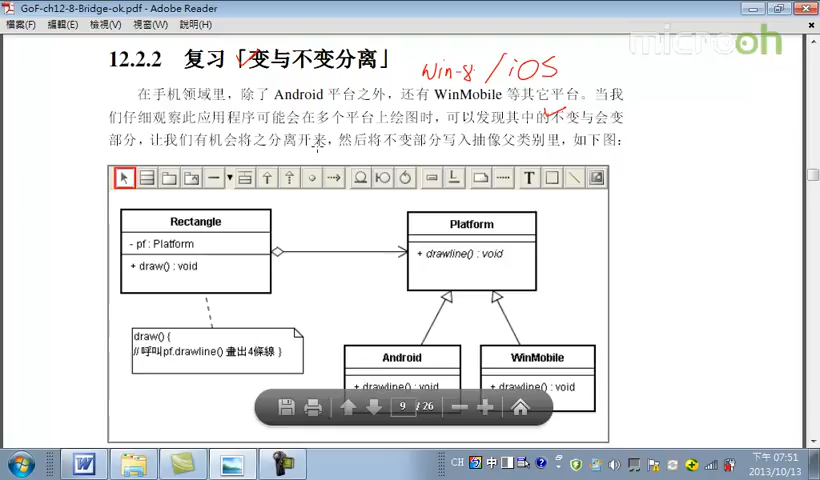 GoF-ch12-8-Bridge-ok.pdf - Adobe Reader
檔案(F) 編輯(E) 檢視(V) 視窗(W) 說明(H)
microoh
12.2.2 复习「变与不变分离」
Win-8 / iOS
在手机领域里，除了 Android 平台之外，还有 WinMobile 等其它平台。当我
们仔细观察此应用程序可能会在多个平台上绘图时，可以发现其中的不变与会变
部分，让我们有机会将之分离开来，然后将不变部分写入抽像父类别里，如下图：
T
Rectangle
- pf : Platform
+ draw() : void
Platform
+ drawline() : void
draw() {
// 呼叫pf.drawline() 畫出4條線 }
Android
+ drawline() : void
WinMobile
+ drawline() : void
9 / 26
CH 中
下午 07:51
2013/10/13